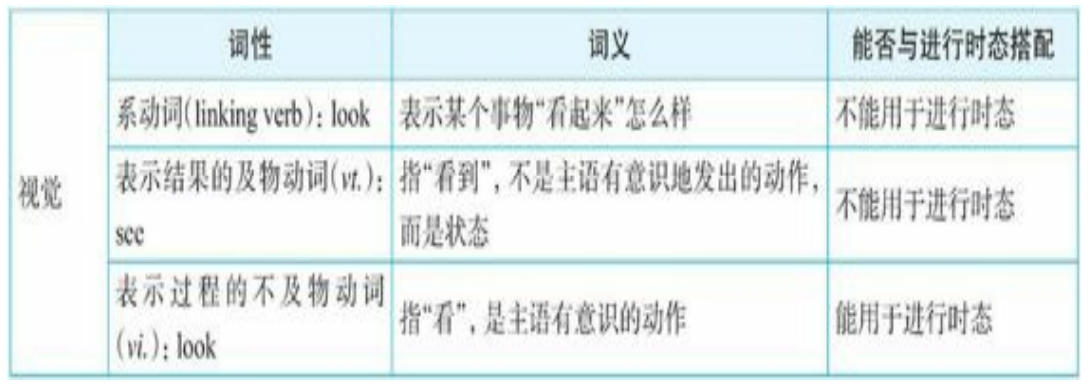 词性 词义 能否与进行时态搭配
系动词(linking verb)：look 表示某个事物“看起来”怎么样 不能用于进行时态
视觉
表示结果的及物动词(vt.)：
see
指“看到”，不是主语有意识地发出的动作，
而是状态
不能用于进行时态
表示过程的不及物动词
(vi.)：look
指“看”，是主语有意识的动作
能用于进行时态